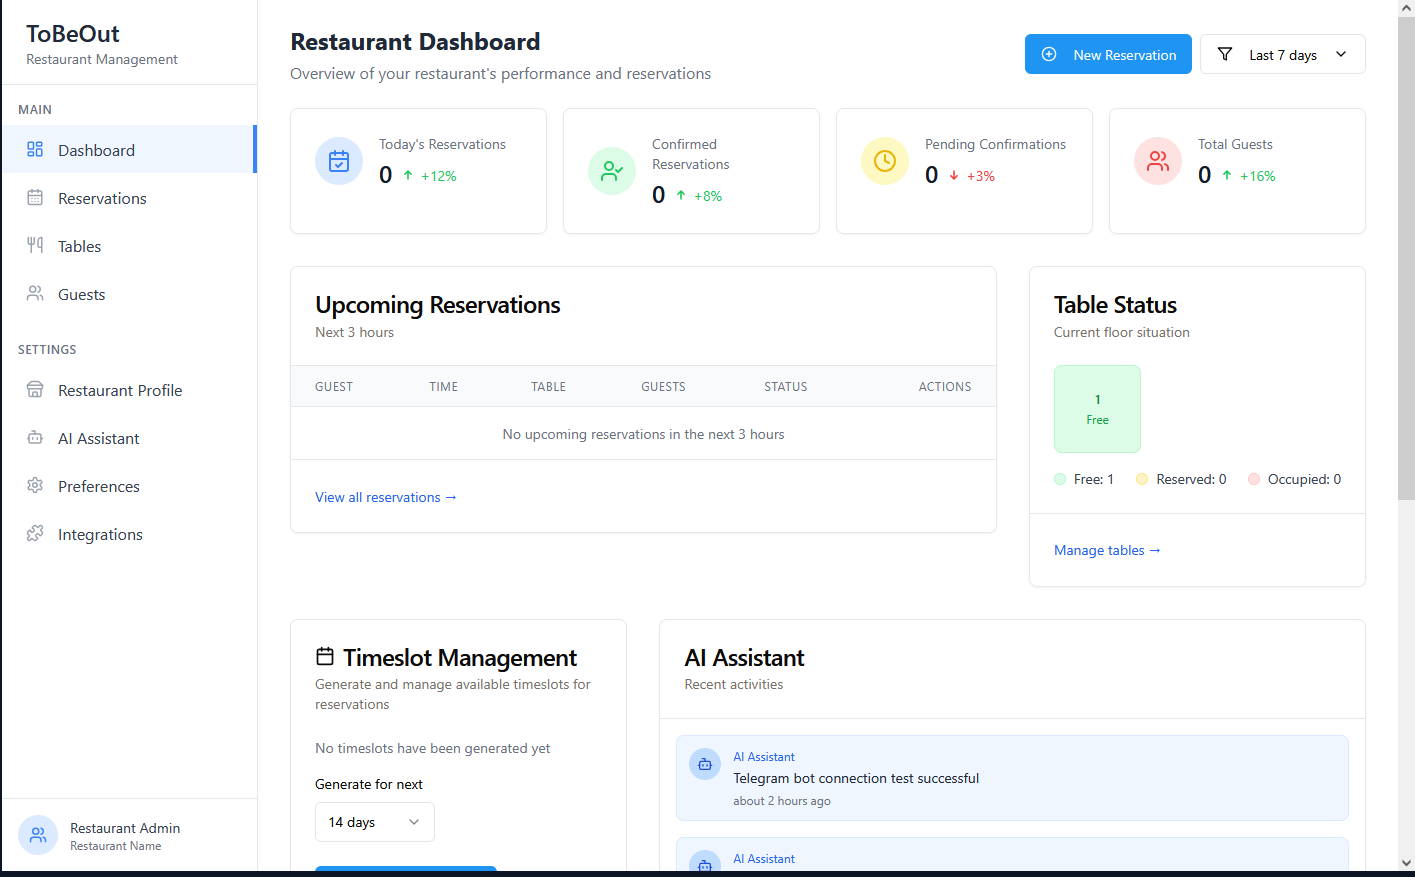 ToBeOut
Restaurant Management
MAIN
Dashboard
Reservations
Tables
Guests
SETTINGS
Restaurant Profile
AI Assistant
Preferences
Integrations
Restaurant Admin
Restaurant Name
Restaurant Dashboard
Overview of your restaurant's performance and reservations
New Reservation
Last 7 days
Today's Reservations
0 ↑ +12%
Confirmed
Reservations
0 ↑ +8%
Pending Confirmations
0 ↓ +3%
Total Guests
0 ↑ +16%
Upcoming Reservations
Next 3 hours
GUEST TIME TABLE GUESTS STATUS ACTIONS
No upcoming reservations in the next 3 hours
View all reservations →
Table Status
Current floor situation
1
Free
Free: 1 Reserved: 0 Occupied: 0
Manage tables →
Timeslot Management
Generate and manage available timeslots for
reservations
No timeslots have been generated yet
Generate for next
14 days
AI Assistant
Recent activities
AI Assistant
Telegram bot connection test successful
about 2 hours ago
AI Assistant